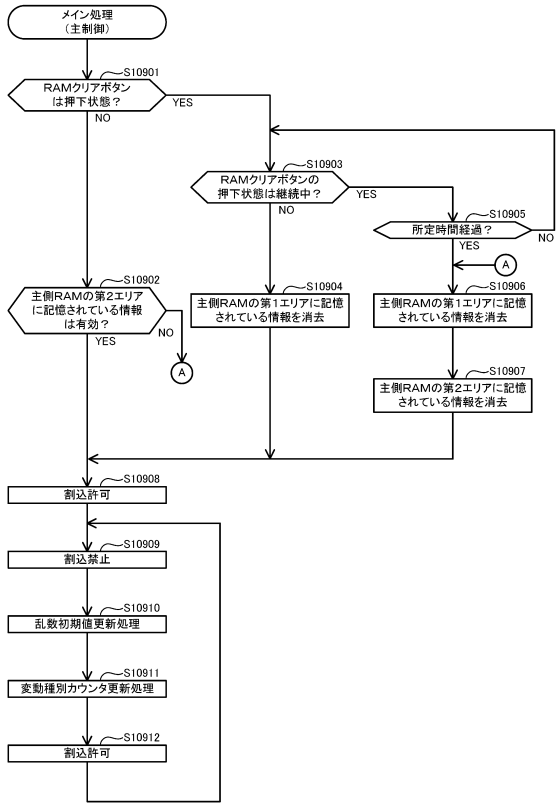 メイン処理
(主制御)
S10901
RAMクリアボタン
は押下状態？
YES
NO
S10903
RAMクリアボタンの
押下状態は継続中？
YES
NO
S10905
所定時間経過？
NO
YES
A
S10902
主側RAMの第2エリア
に記憶されている情報
は有効？
NO
YES
A
S10904
主側RAMの第1エリアに記憶
されている情報を消去
S10906
主側RAMの第1エリアに記憶
されている情報を消去
S10907
主側RAMの第2エリアに記憶
されている情報を消去
S10908
割込許可
S10909
割込禁止
S10910
乱数初期値更新処理
S10911
変動種別カウンタ更新処理
S10912
割込許可